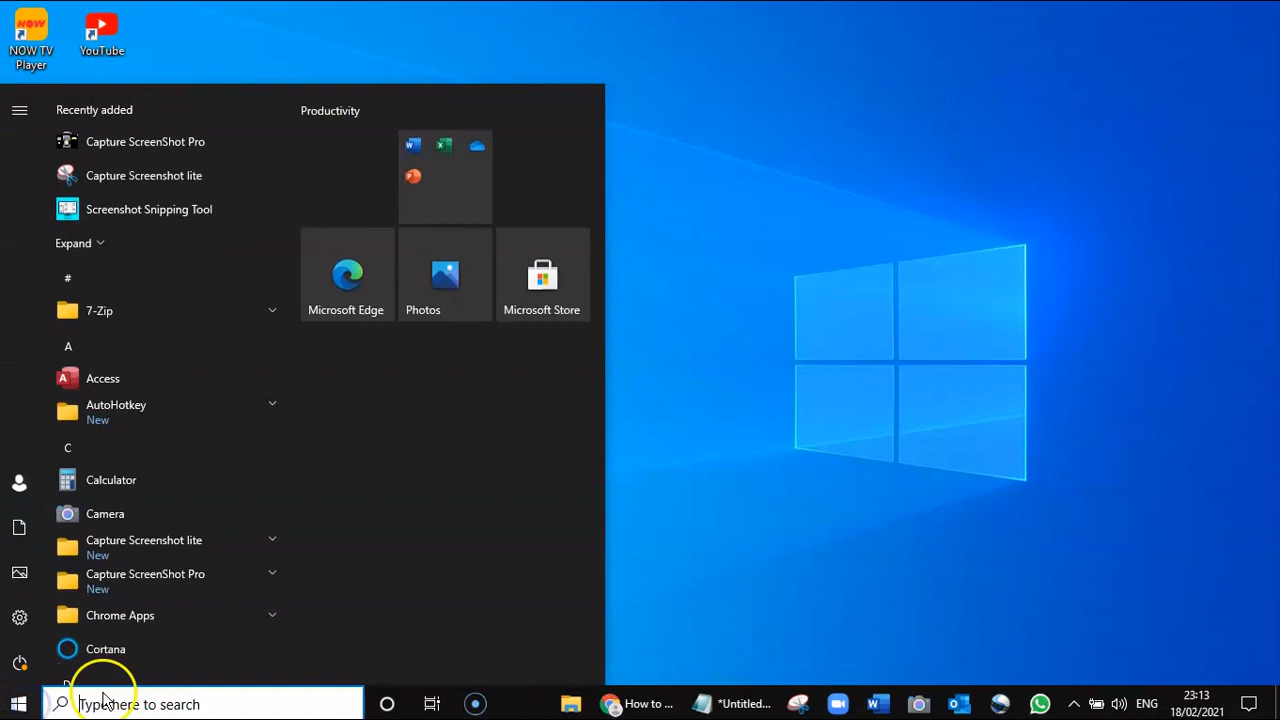 NOW
NOW TV
Player
YouTube
Recently added
Capture ScreenShot Pro
Capture Screenshot lite
Screenshot Snipping Tool
Expand
#
7-Zip
A
Access
AutoHotkey
New
C
Calculator
Camera
Capture Screenshot lite
New
Capture ScreenShot Pro
New
Chrome Apps
Cortana
D
Productivity
Microsoft Edge
Photos
Microsoft Store
Type here to search
How to ...
*Untitled...
ENG
23:13
18/02/2021